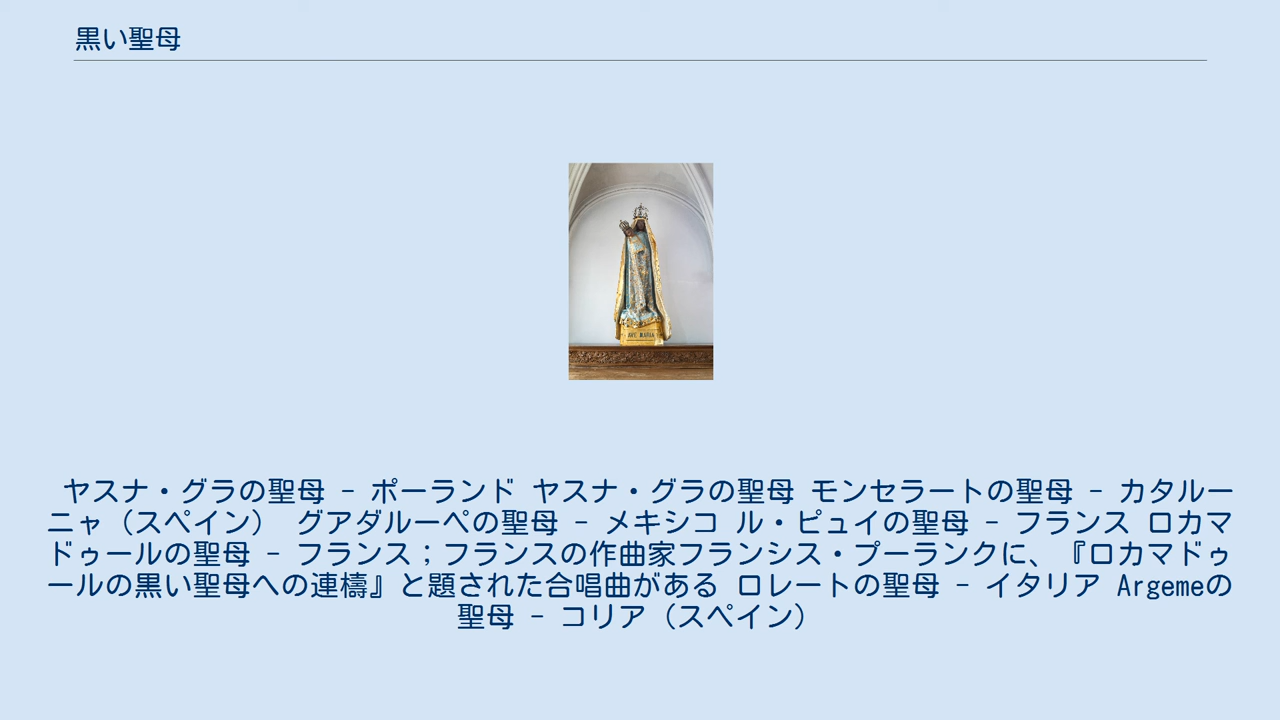 黒い聖母
AVE MARIA
ヤスナ・グラの聖母 - ポーランド ヤスナ・グラの聖母 モンセラートの聖母 - カタルー
ニャ（スペイン） グアダルーペの聖母 - メキシコ ル・ピュイの聖母 - フランス ロカマ
ドゥールの聖母 - フランス；フランスの作曲家フランシス・プーランクに、『ロカマドゥ
ールの黒い聖母への連檮』と題された合唱曲がある ロレートの聖母 - イタリア Argemeの
聖母 - コリア（スペイン）